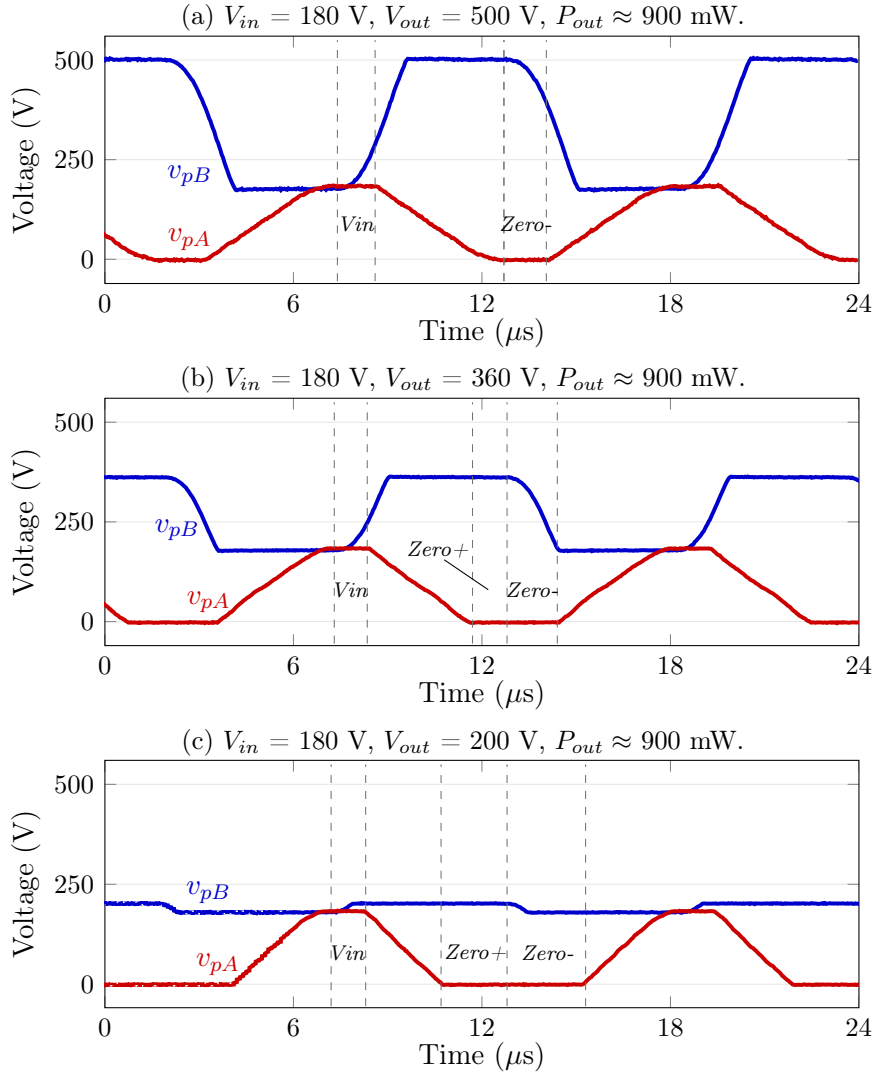 (a) V_in = 180 V, V_out = 500 V, P_out ≈ 900 mW.
Voltage (V)
500
250
0
v_pB
v_pA
Vin
Zero-
0 6 12 18 24
Time (μs)
(b) V_in = 180 V, V_out = 360 V, P_out ≈ 900 mW.
Voltage (V)
500
250
0
v_pB
v_pA
Vin
Zero+
Zero-
0 6 12 18 24
Time (μs)
(c) V_in = 180 V, V_out = 200 V, P_out ≈ 900 mW.
Voltage (V)
500
250
0
v_pB
v_pA
Vin
Zero+
Zero-
0 6 12 18 24
Time (μs)